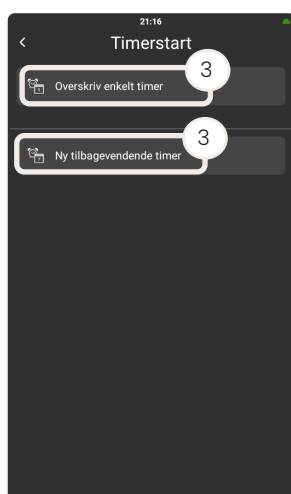 21:16
Timerstart
3
Overskriv enkelt timer
3
Ny tilbagevendende timer